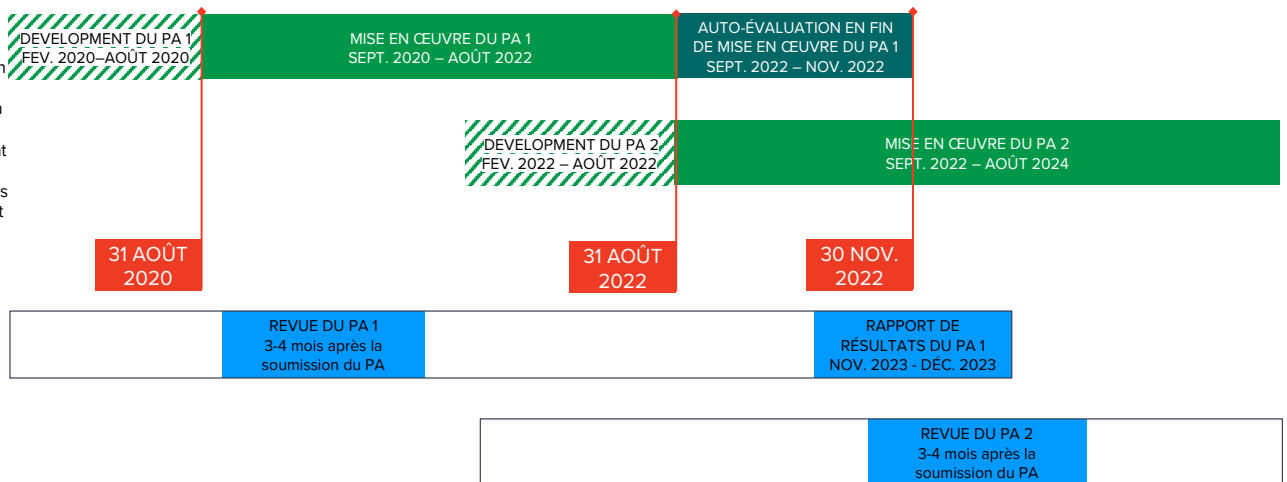 DEVELOPMENT DU PA 1
FEV. 2020–AOÛT 2020
MISE EN ŒUVRE DU PA 1
SEPT. 2020 – AOÛT 2022
AUTO-ÉVALUATION EN FIN
DE MISE EN ŒUVRE DU PA 1
SEPT. 2022 – NOV. 2022
DEVELOPMENT DU PA 2
FEV. 2022 – AOÛT 2022
MISE EN ŒUVRE DU PA 2
SEPT. 2022 – AOÛT 2024
31 AOÛT
2020
31 AOÛT
2022
30 NOV.
2022
REVUE DU PA 1
3-4 mois après la
soumission du PA
RAPPORT DE
RÉSULTATS DU PA 1
NOV. 2023 - DÉC. 2023
REVUE DU PA 2
3-4 mois après la
soumission du PA